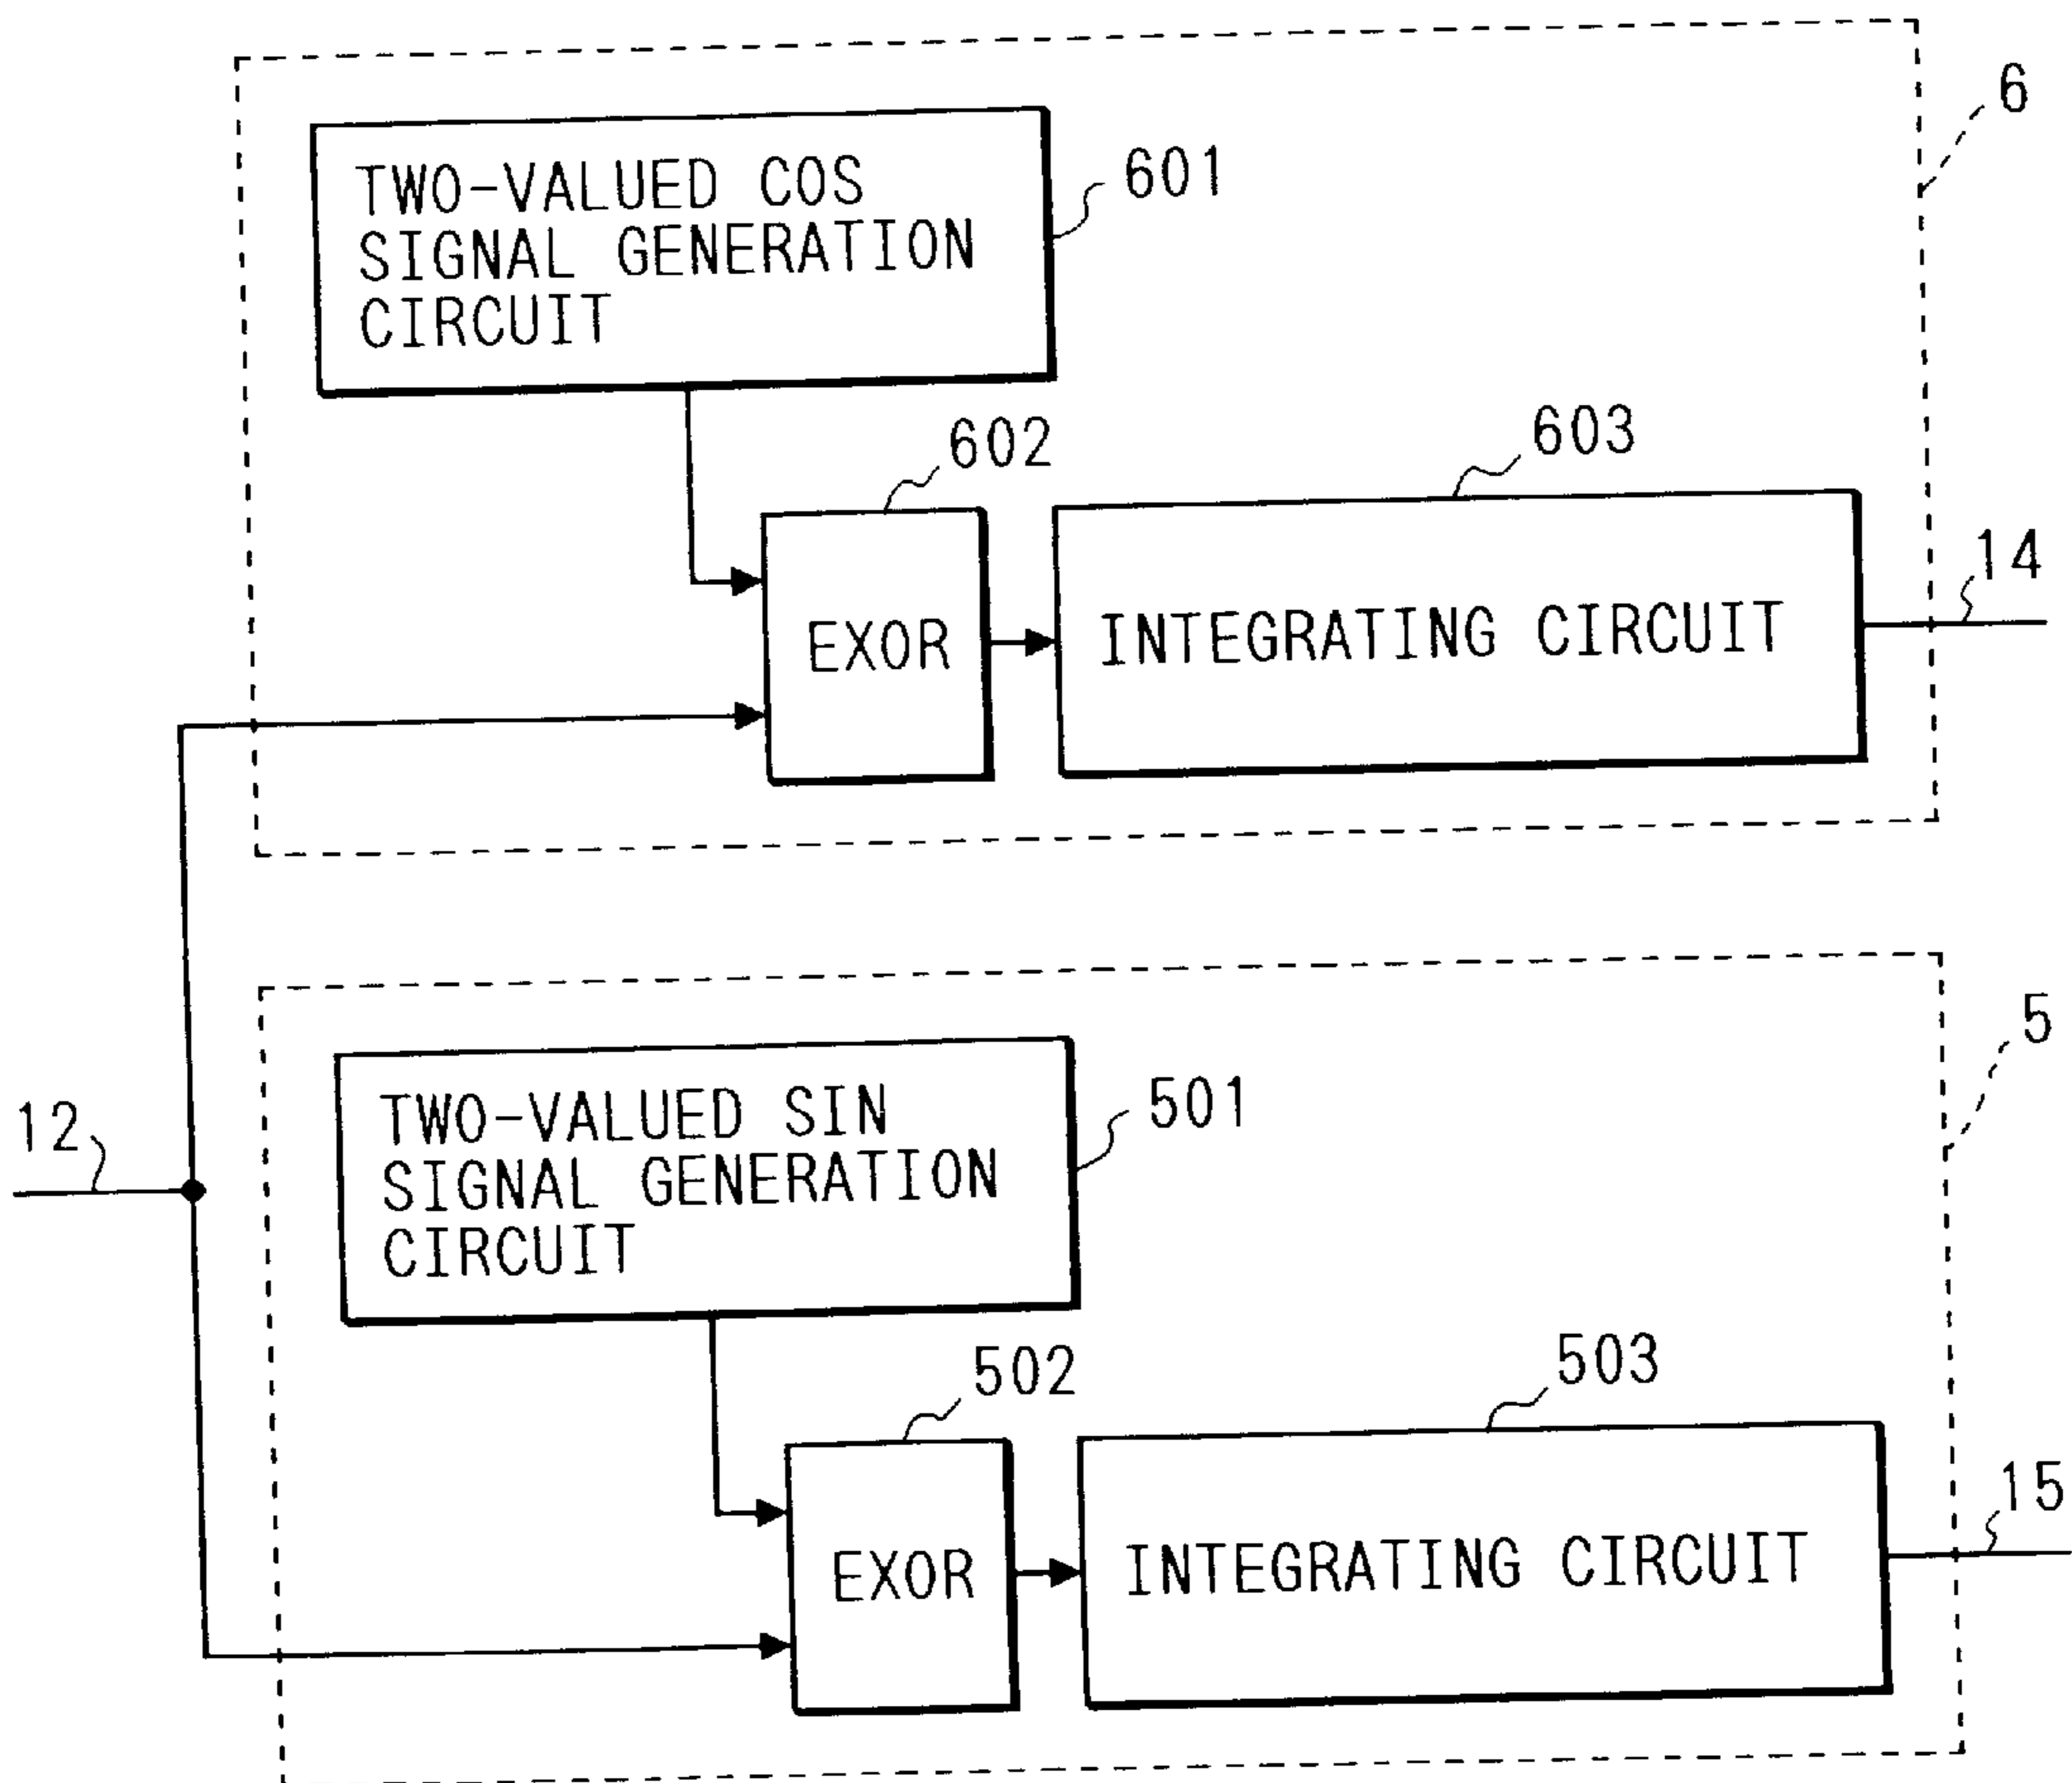 6
TWO-VALUED COS
SIGNAL GENERATION
CIRCUIT
601
602
603
14
EXOR
INTEGRATING CIRCUIT
5
12
TWO-VALUED SIN
SIGNAL GENERATION
CIRCUIT
501
502
503
15
EXOR
INTEGRATING CIRCUIT